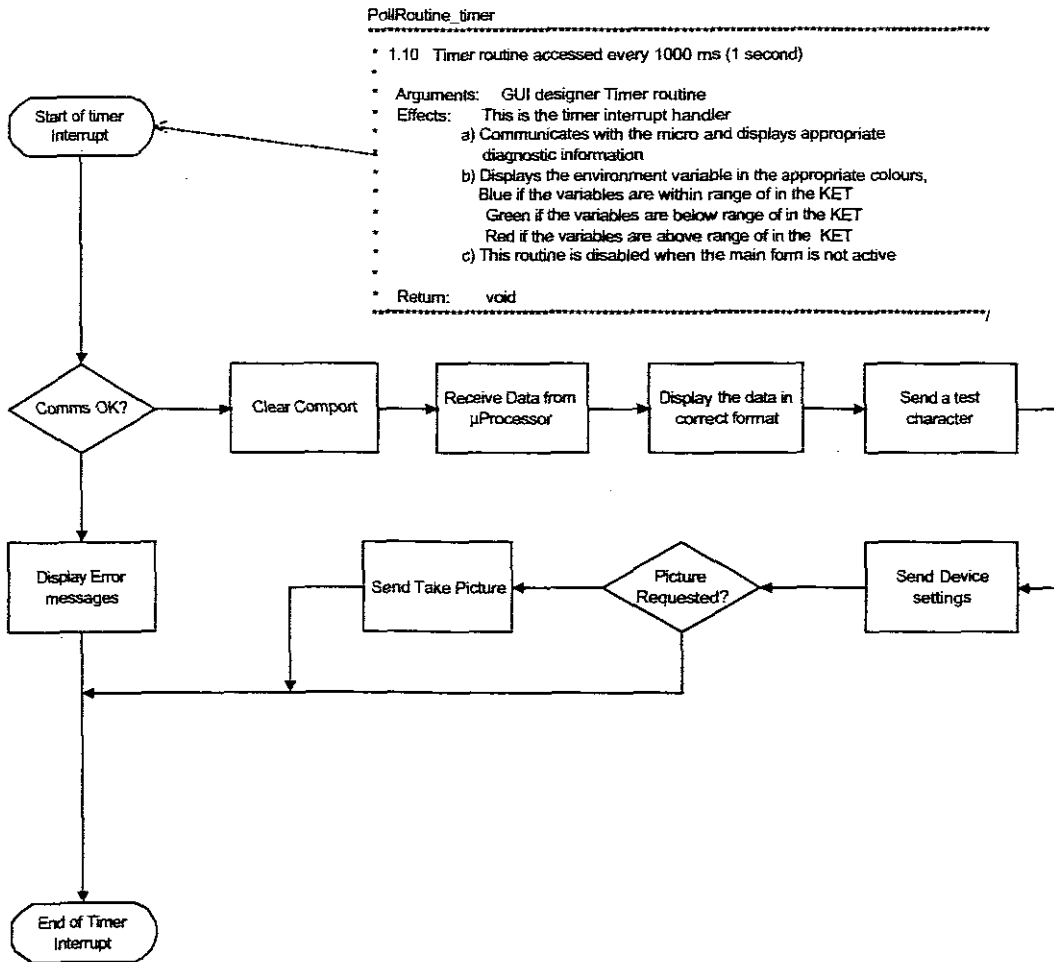 PollRoutine_timer
********************************************************************************
* 1.10 Timer routine accessed every 1000 ms (1 second)
*
* Arguments: GUI designer Timer routine
* Effects: This is the timer interrupt handler
* a) Communicates with the micro and displays appropriate
* diagnostic information
* b) Displays the environment variable in the appropriate colours,
* Blue if the variables are within range of in the KET
* Green if the variables are below range of in the KET
* Red if the variables are above range of in the KET
* c) This routine is disabled when the main form is not active
*
* Return: void
********************************************************************************/
Start of timer
Interrupt
Comms OK?
Clear Comport
Receive Data from
µProcessor
Display the data in
correct format
Send a test
character
Display Error
messages
Send Take Picture
Picture
Requested?
Send Device
settings
End of Timer
Interrupt